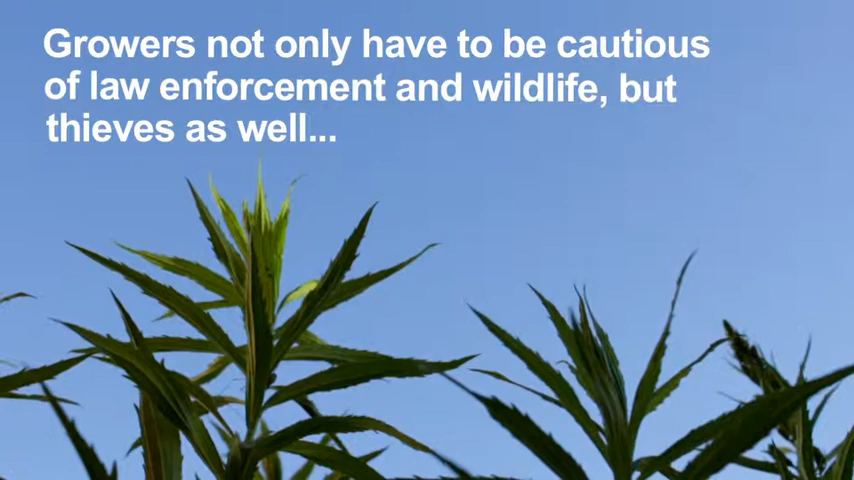 Growers not only have to be cautious
of law enforcement and wildlife, but
thieves as well...